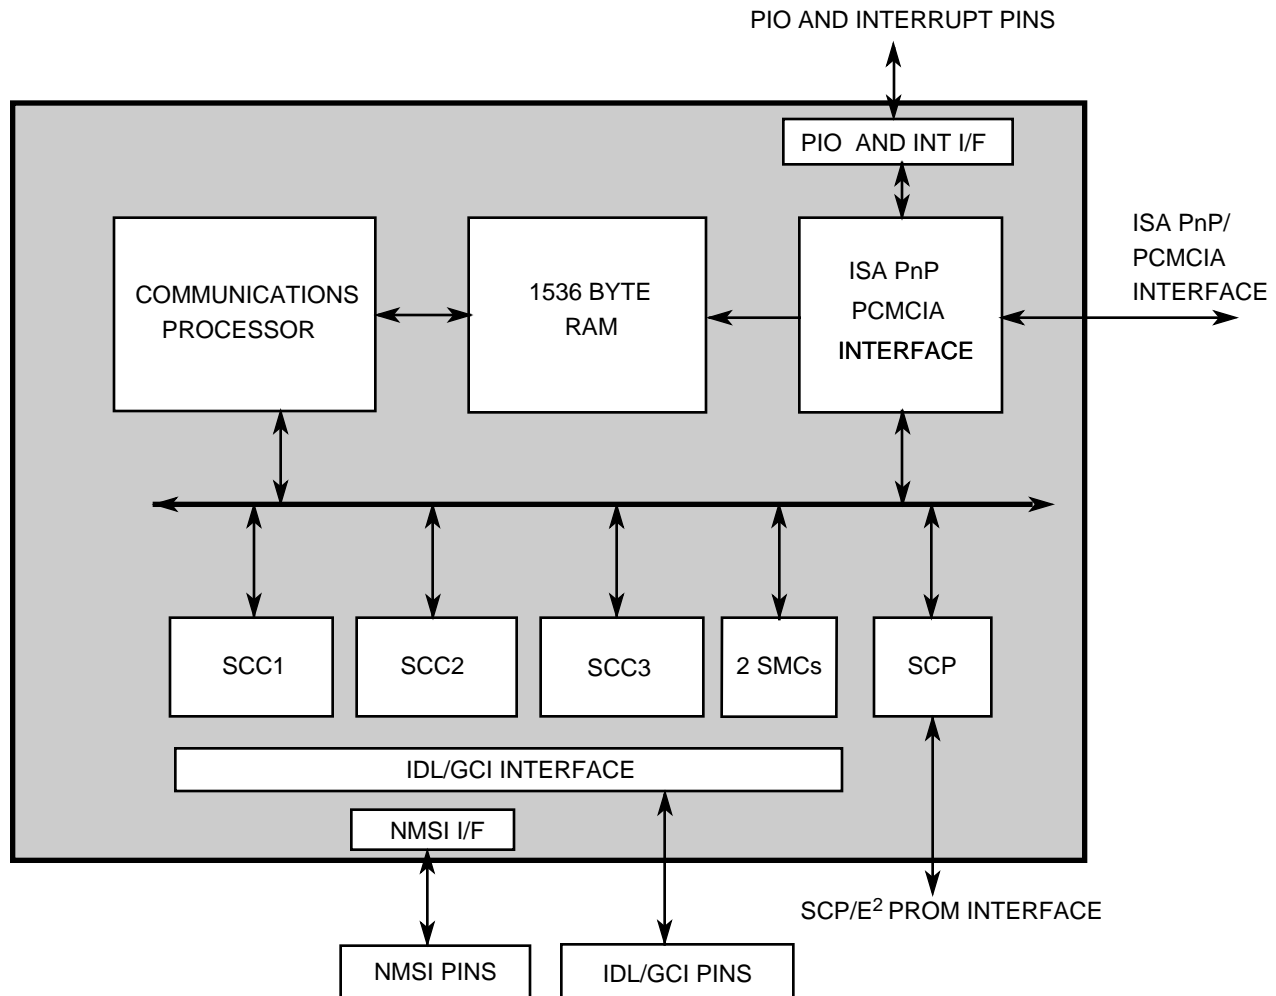 PIO AND INTERRUPT PINS
PIO AND INT I/F
COMMUNICATIONS
PROCESSOR
1536 BYTE
RAM
ISA PnP
PCMCIA
INTERFACE
ISA PnP/
PCMCIA
INTERFACE
SCC1
SCC2
SCC3
2 SMCs
SCP
IDL/GCI INTERFACE
NMSI I/F
SCP/E² PROM INTERFACE
NMSI PINS
IDL/GCI PINS